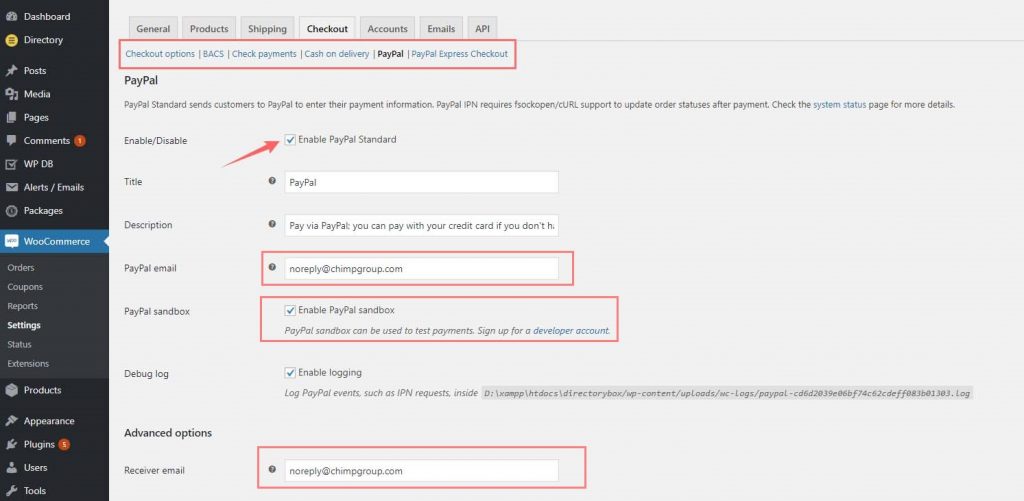 Dashboard
Directory
Posts
Media
Pages
Comments 1
WP DB
Alerts / Emails
Packages
WooCommerce
Orders
Coupons
Reports
Settings
Status
Extensions
Products
Appearance
Plugins 5
Users
Tools
General Products Shipping Checkout Accounts Emails API
Checkout options | BACS | Check payments | Cash on delivery | PayPal | PayPal Express Checkout
PayPal
PayPal Standard sends customers to PayPal to enter their payment information. PayPal IPN requires fsockopen/cURL support to update order statuses after payment. Check the system status page for more details.
Enable/Disable Enable PayPal Standard
Title PayPal
Description Pay via PayPal: you can pay with your credit card if you don't ha
PayPal email noreply@chimpgroup.com
PayPal sandbox Enable PayPal sandbox
PayPal sandbox can be used to test payments. Sign up for a developer account.
Debug log Enable logging
Log PayPal events, such as IPN requests, inside D:\xampp\htdocs\directorybox/wp-content/uploads/wc-logs/paypal-cd6d2039e06bf74c62cdeff083b01303.log
Advanced options
Receiver email noreply@chimpgroup.com